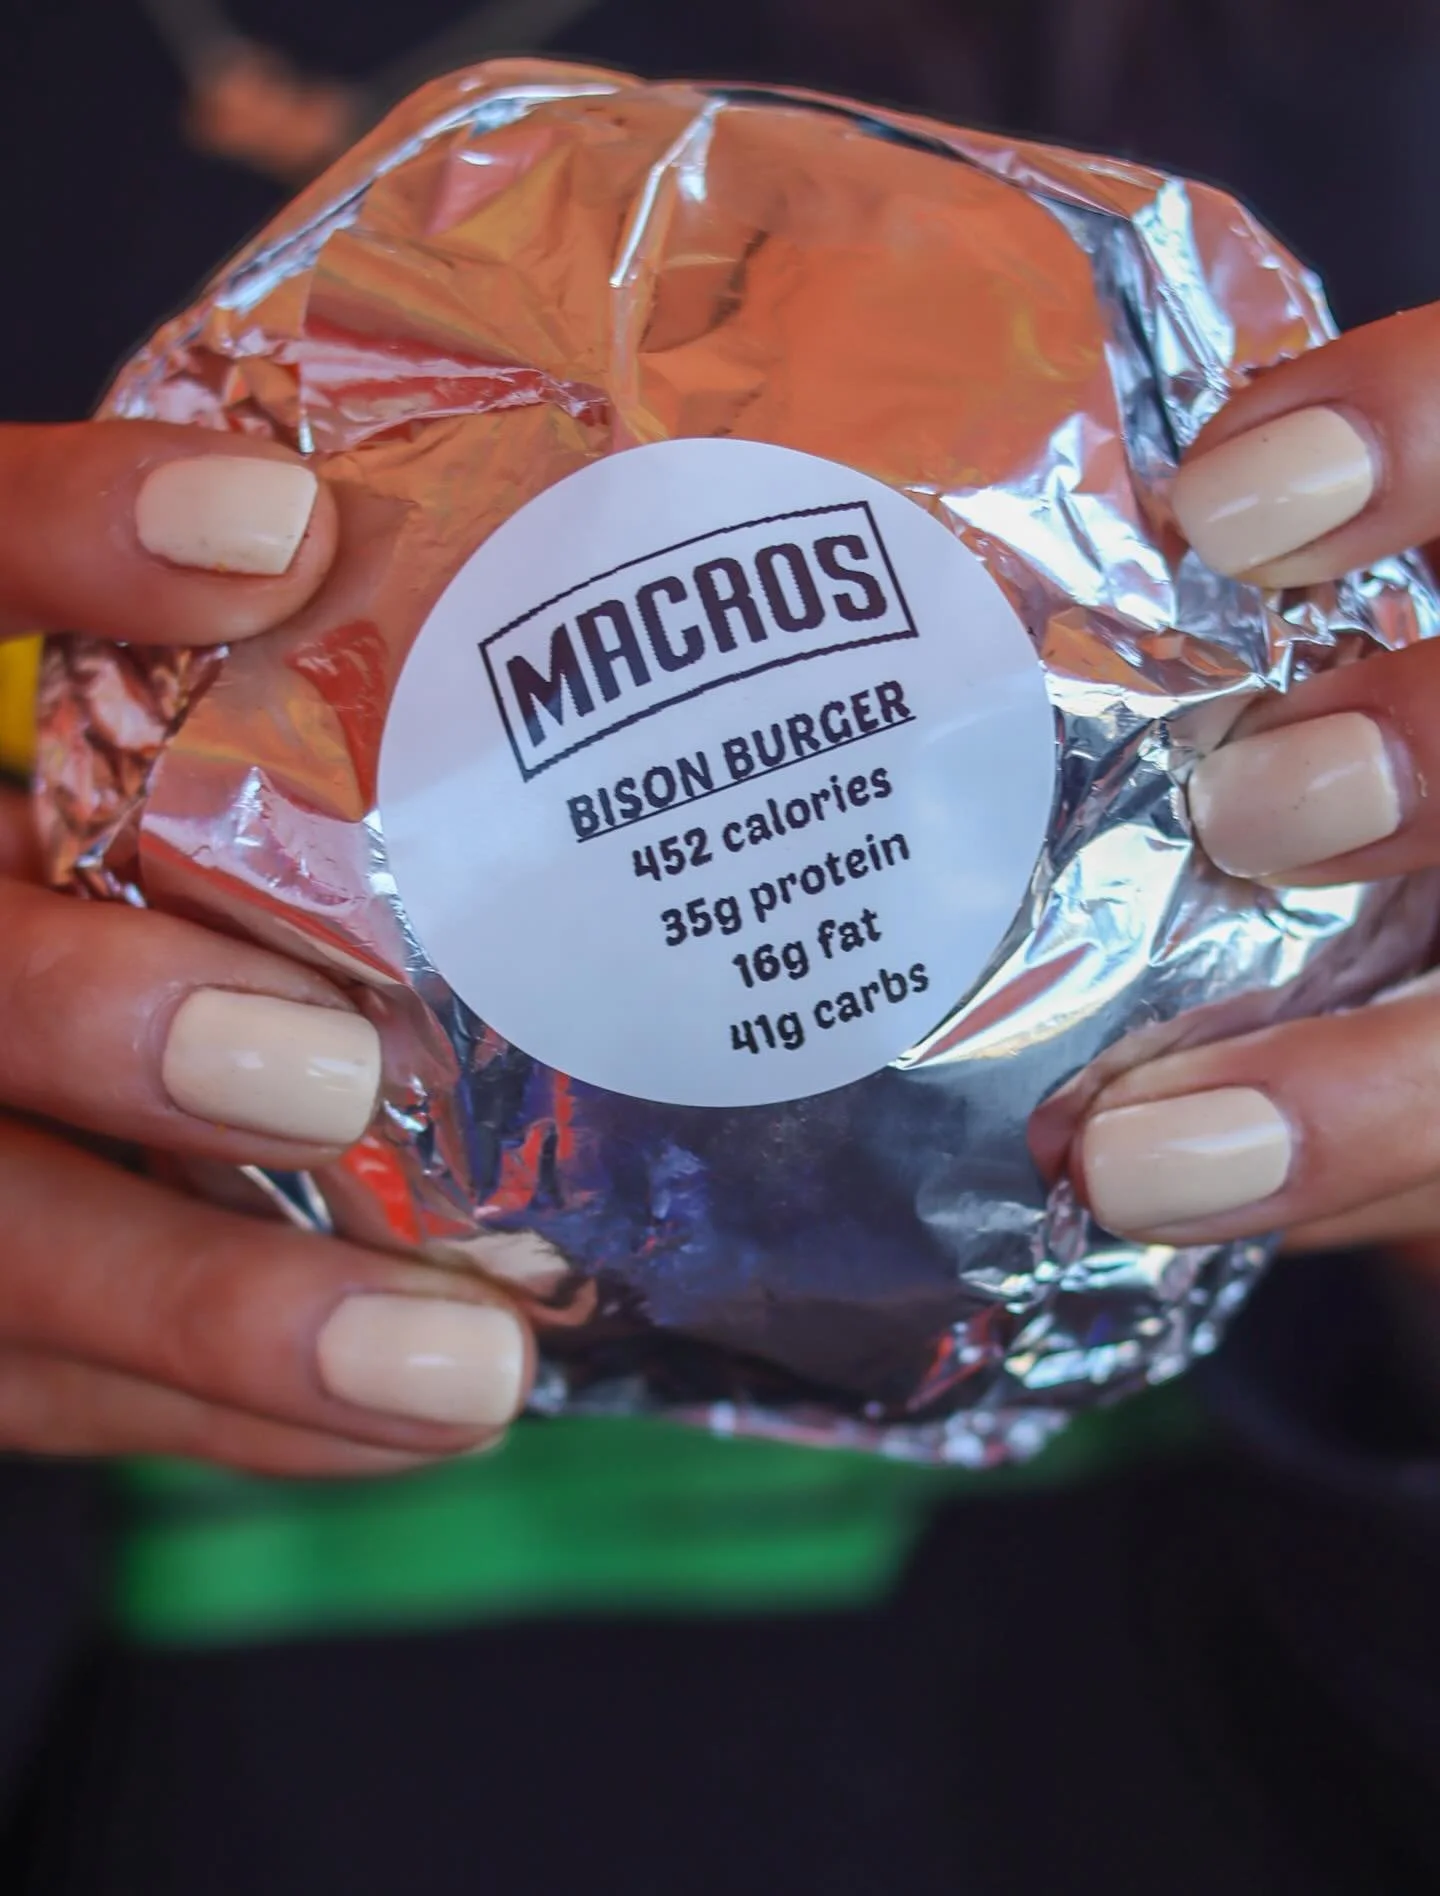 MACROS
BISON BURGER
452 calories
35g protein
16g fat
41g carbs